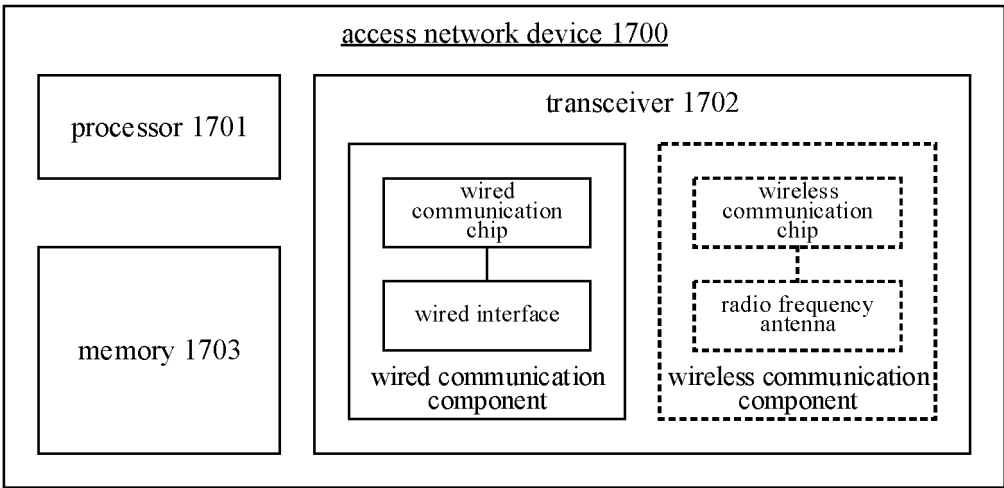 access network device 1700
processor 1701
memory 1703
transceiver 1702
wired
communication
chip
wired interface
wired communication
component
wireless
communication
chip
radio frequency
antenna
wireless communication
component